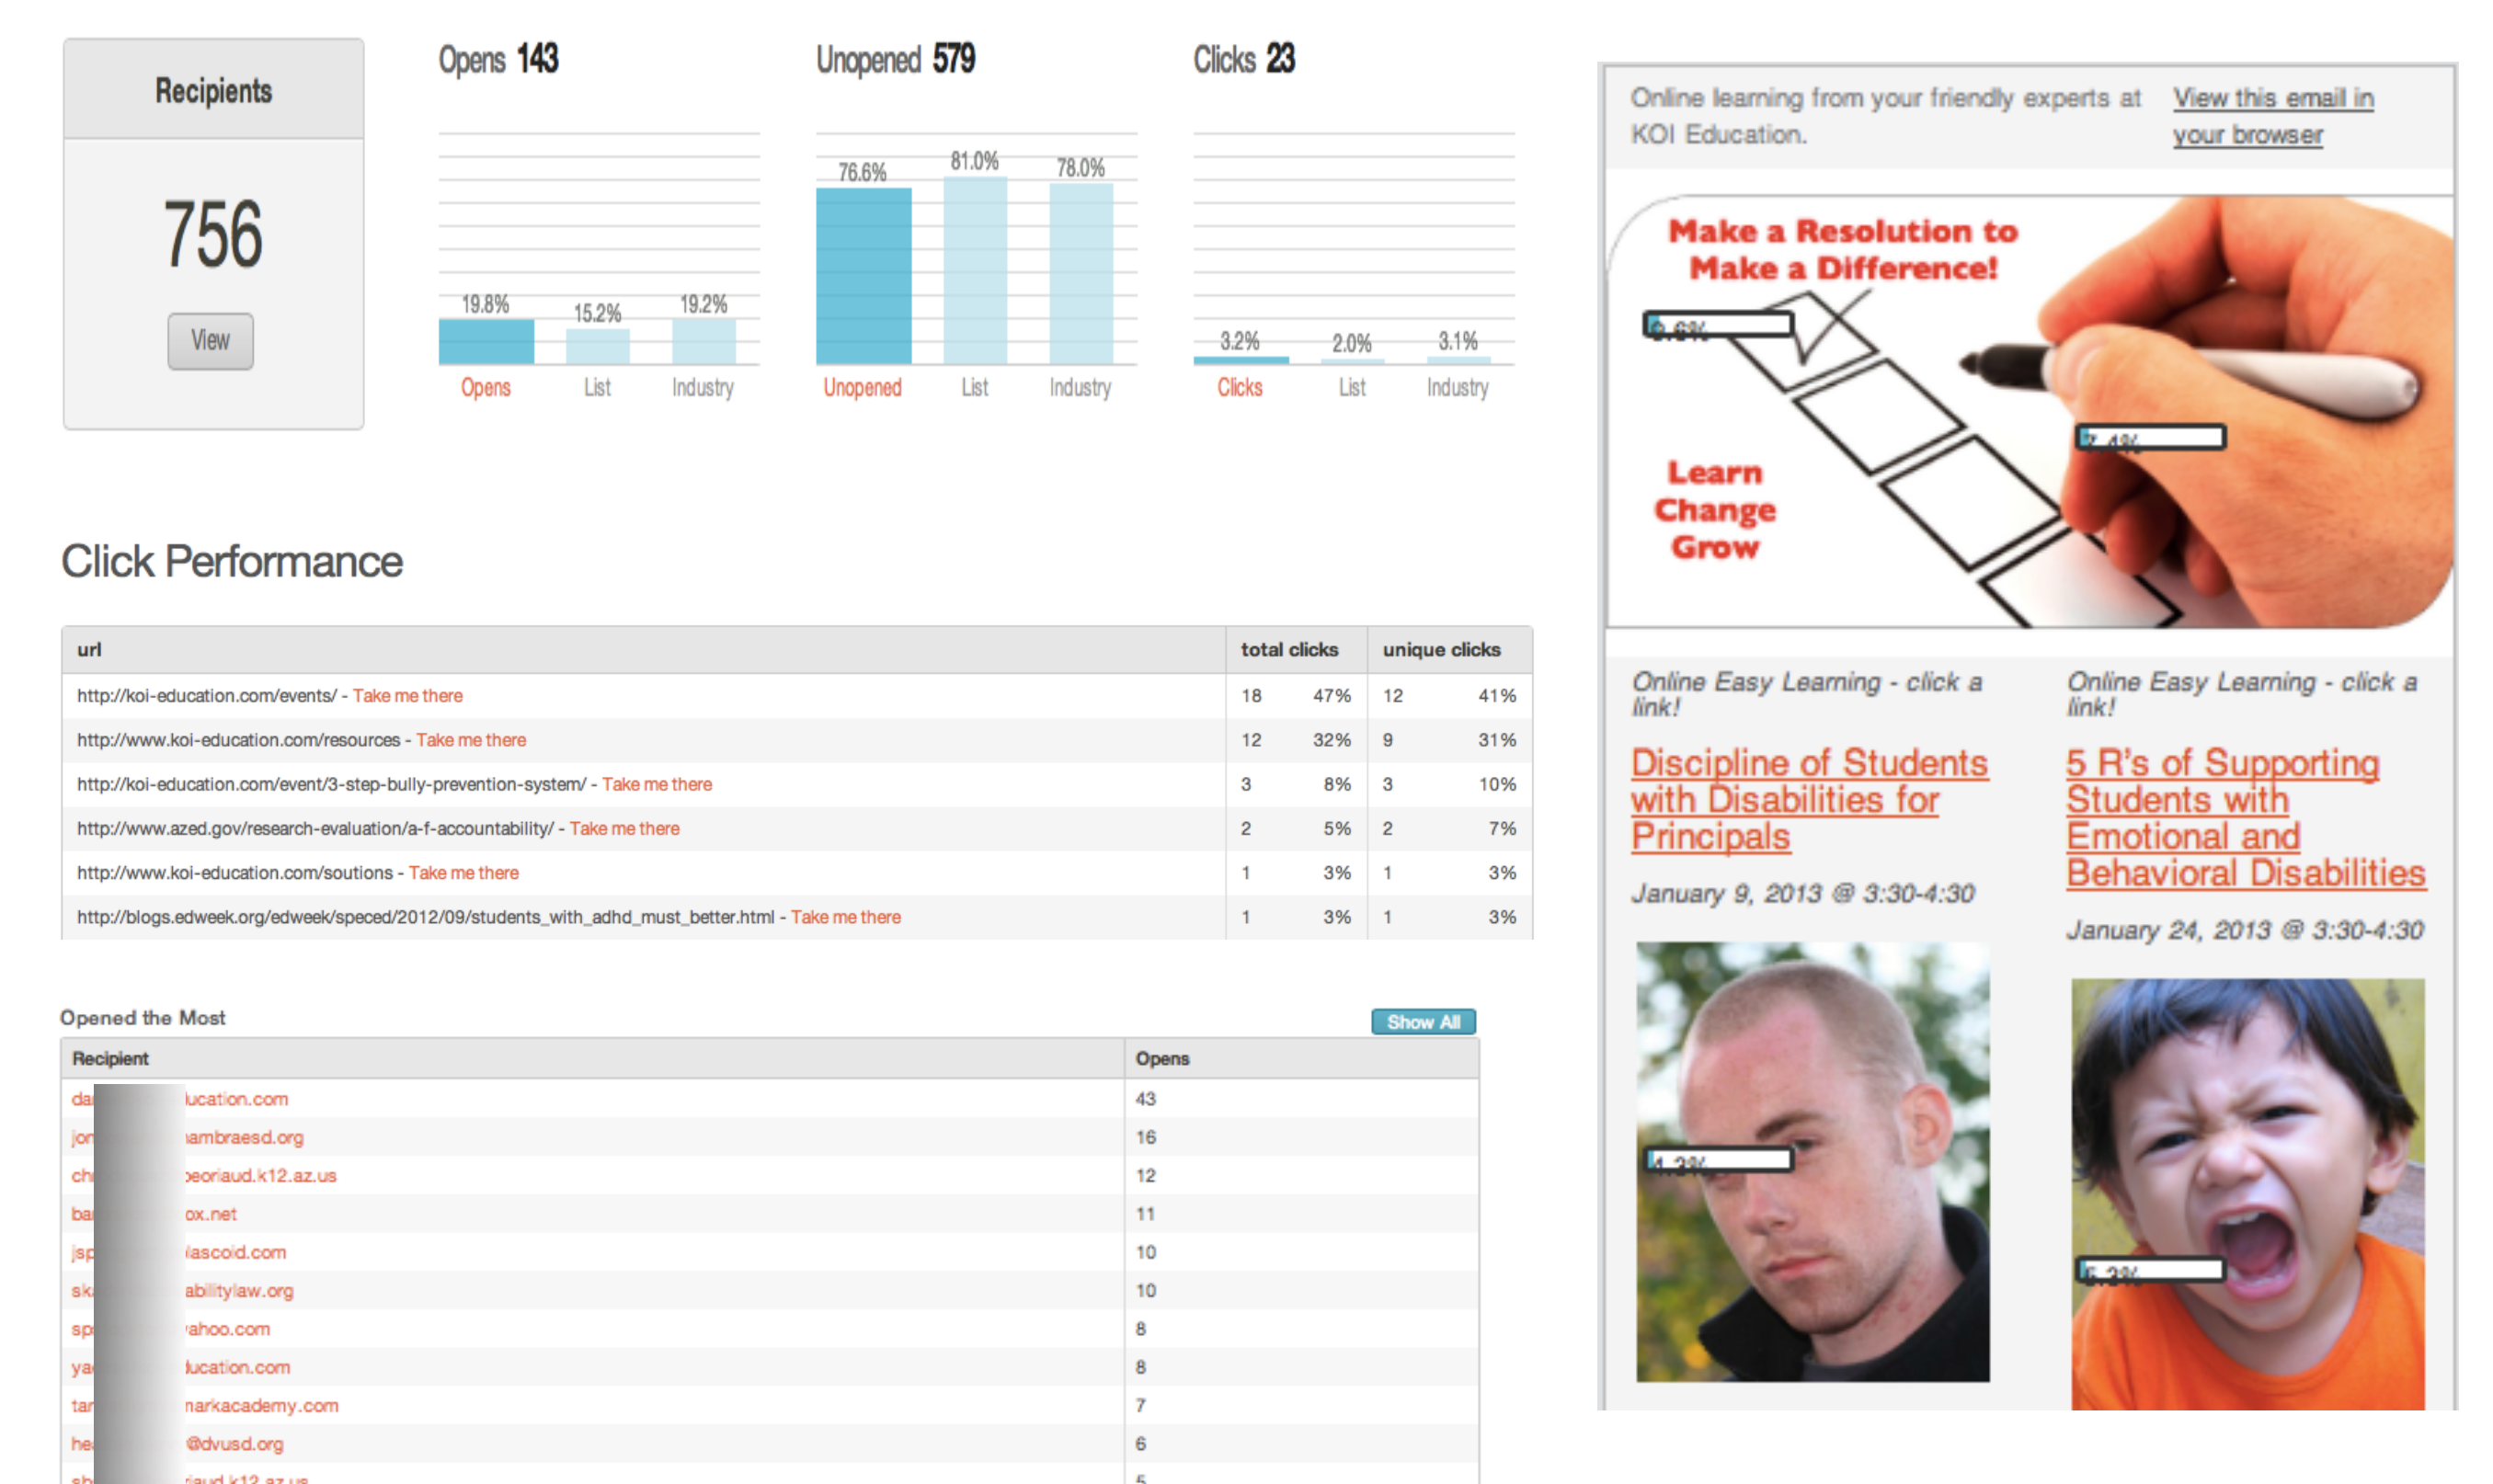 Recipients
756
View
Opens 143
19.8%
15.2%
19.2%
Opens
List
Industry
Unopened 579
76.6%
81.0%
78.0%
Unopened
List
Industry
Clicks 23
3.2%
2.0%
3.1%
Clicks
List
Industry
Click Performance
url total clicks unique clicks
http://koi-education.com/events/ - Take me there 18 47% 12 41%
http://www.koi-education.com/resources - Take me there 12 32% 9 31%
http://koi-education.com/event/3-step-bully-prevention-system/ - Take me there 3 8% 3 10%
http://www.azed.gov/research-evaluation/a-f-accountability/ - Take me there 2 5% 2 7%
http://www.koi-education.com/soutions - Take me there 1 3% 1 3%
http://blogs.edweek.org/edweek/speced/2012/09/students_with_adhd_must_better.html - Take me there 1 3% 1 3%
Opened the Most
Show All
Recipient Opens
43
16
12
11
10
10
8
8
7
@dvusd.org 6
Online learning from your friendly experts at
KOI Education.
View this email in
your browser
Make a Resolution to
Make a Difference!
7.4%
Learn
Change
Grow
Online Easy Learning - click a
link!
Discipline of Students
with Disabilities for
Principals
January 9, 2013 @ 3:30-4:30
4.3%
Online Easy Learning - click a
link!
5 R's of Supporting
Students with
Emotional and
Behavioral Disabilities
January 24, 2013 @ 3:30-4:30
5.3%